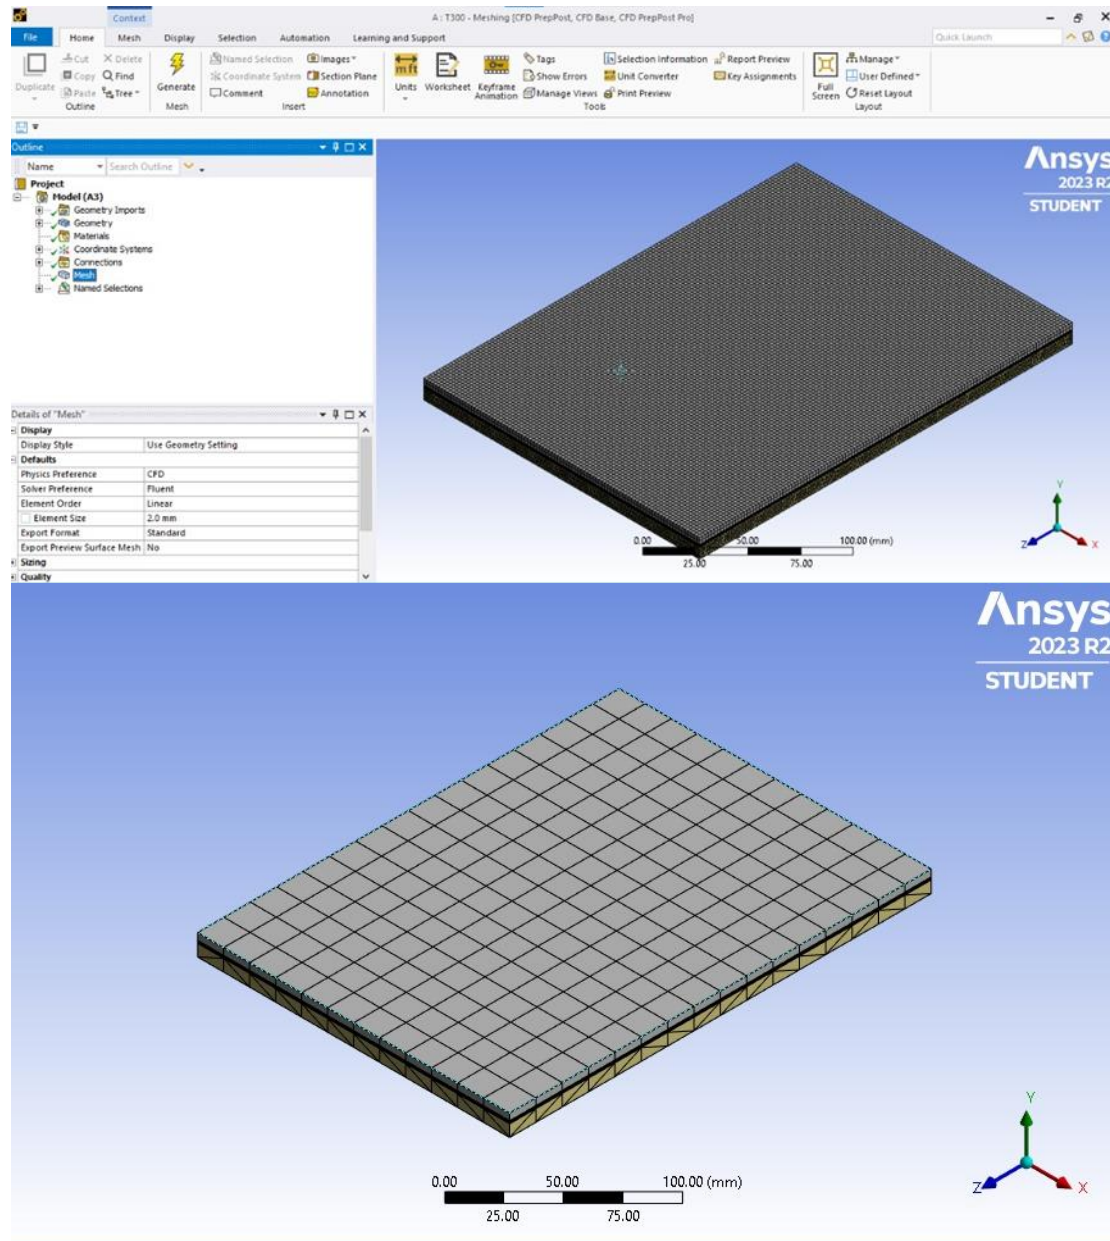 Context
A : T300 - Meshing [CFD PrepPost, CFD Base, CFD PrepPost Pro]
File Home Mesh Display Selection Automation Learning and Support
Quick Launch
Duplicate
Cut
Copy
Paste
Delete
Find
Tree
Outline
Generate
Mesh
Named Selection
Coordinate System
Comment
Images
Section Plane
Annotation
Insert
mft
Units
Worksheet
Keyframe
Animation
Tags
Show Errors
Manage Views
Selection Information
Unit Converter
Print Preview
Report Preview
Key Assignments
Tools
Full
Screen
Manage
User Defined
Reset Layout
Layout
Outline
Name Search Outline
Project
Model (A3)
Geometry Imports
Geometry
Materials
Coordinate Systems
Connections
Mesh
Named Selections
Details of "Mesh"
Display
Display Style Use Geometry Setting
Defaults
Physics Preference CFD
Solver Preference Fluent
Element Order Linear
Element Size 2.0 mm
Export Format Standard
Export Preview Surface Mesh No
Sizing
Quality
Ansys
2023 R2
STUDENT
Y
Z X
0.00 50.00 100.00 (mm)
25.00 75.00
Ansys
2023 R2
STUDENT
Y
Z X
0.00 50.00 100.00 (mm)
25.00 75.00